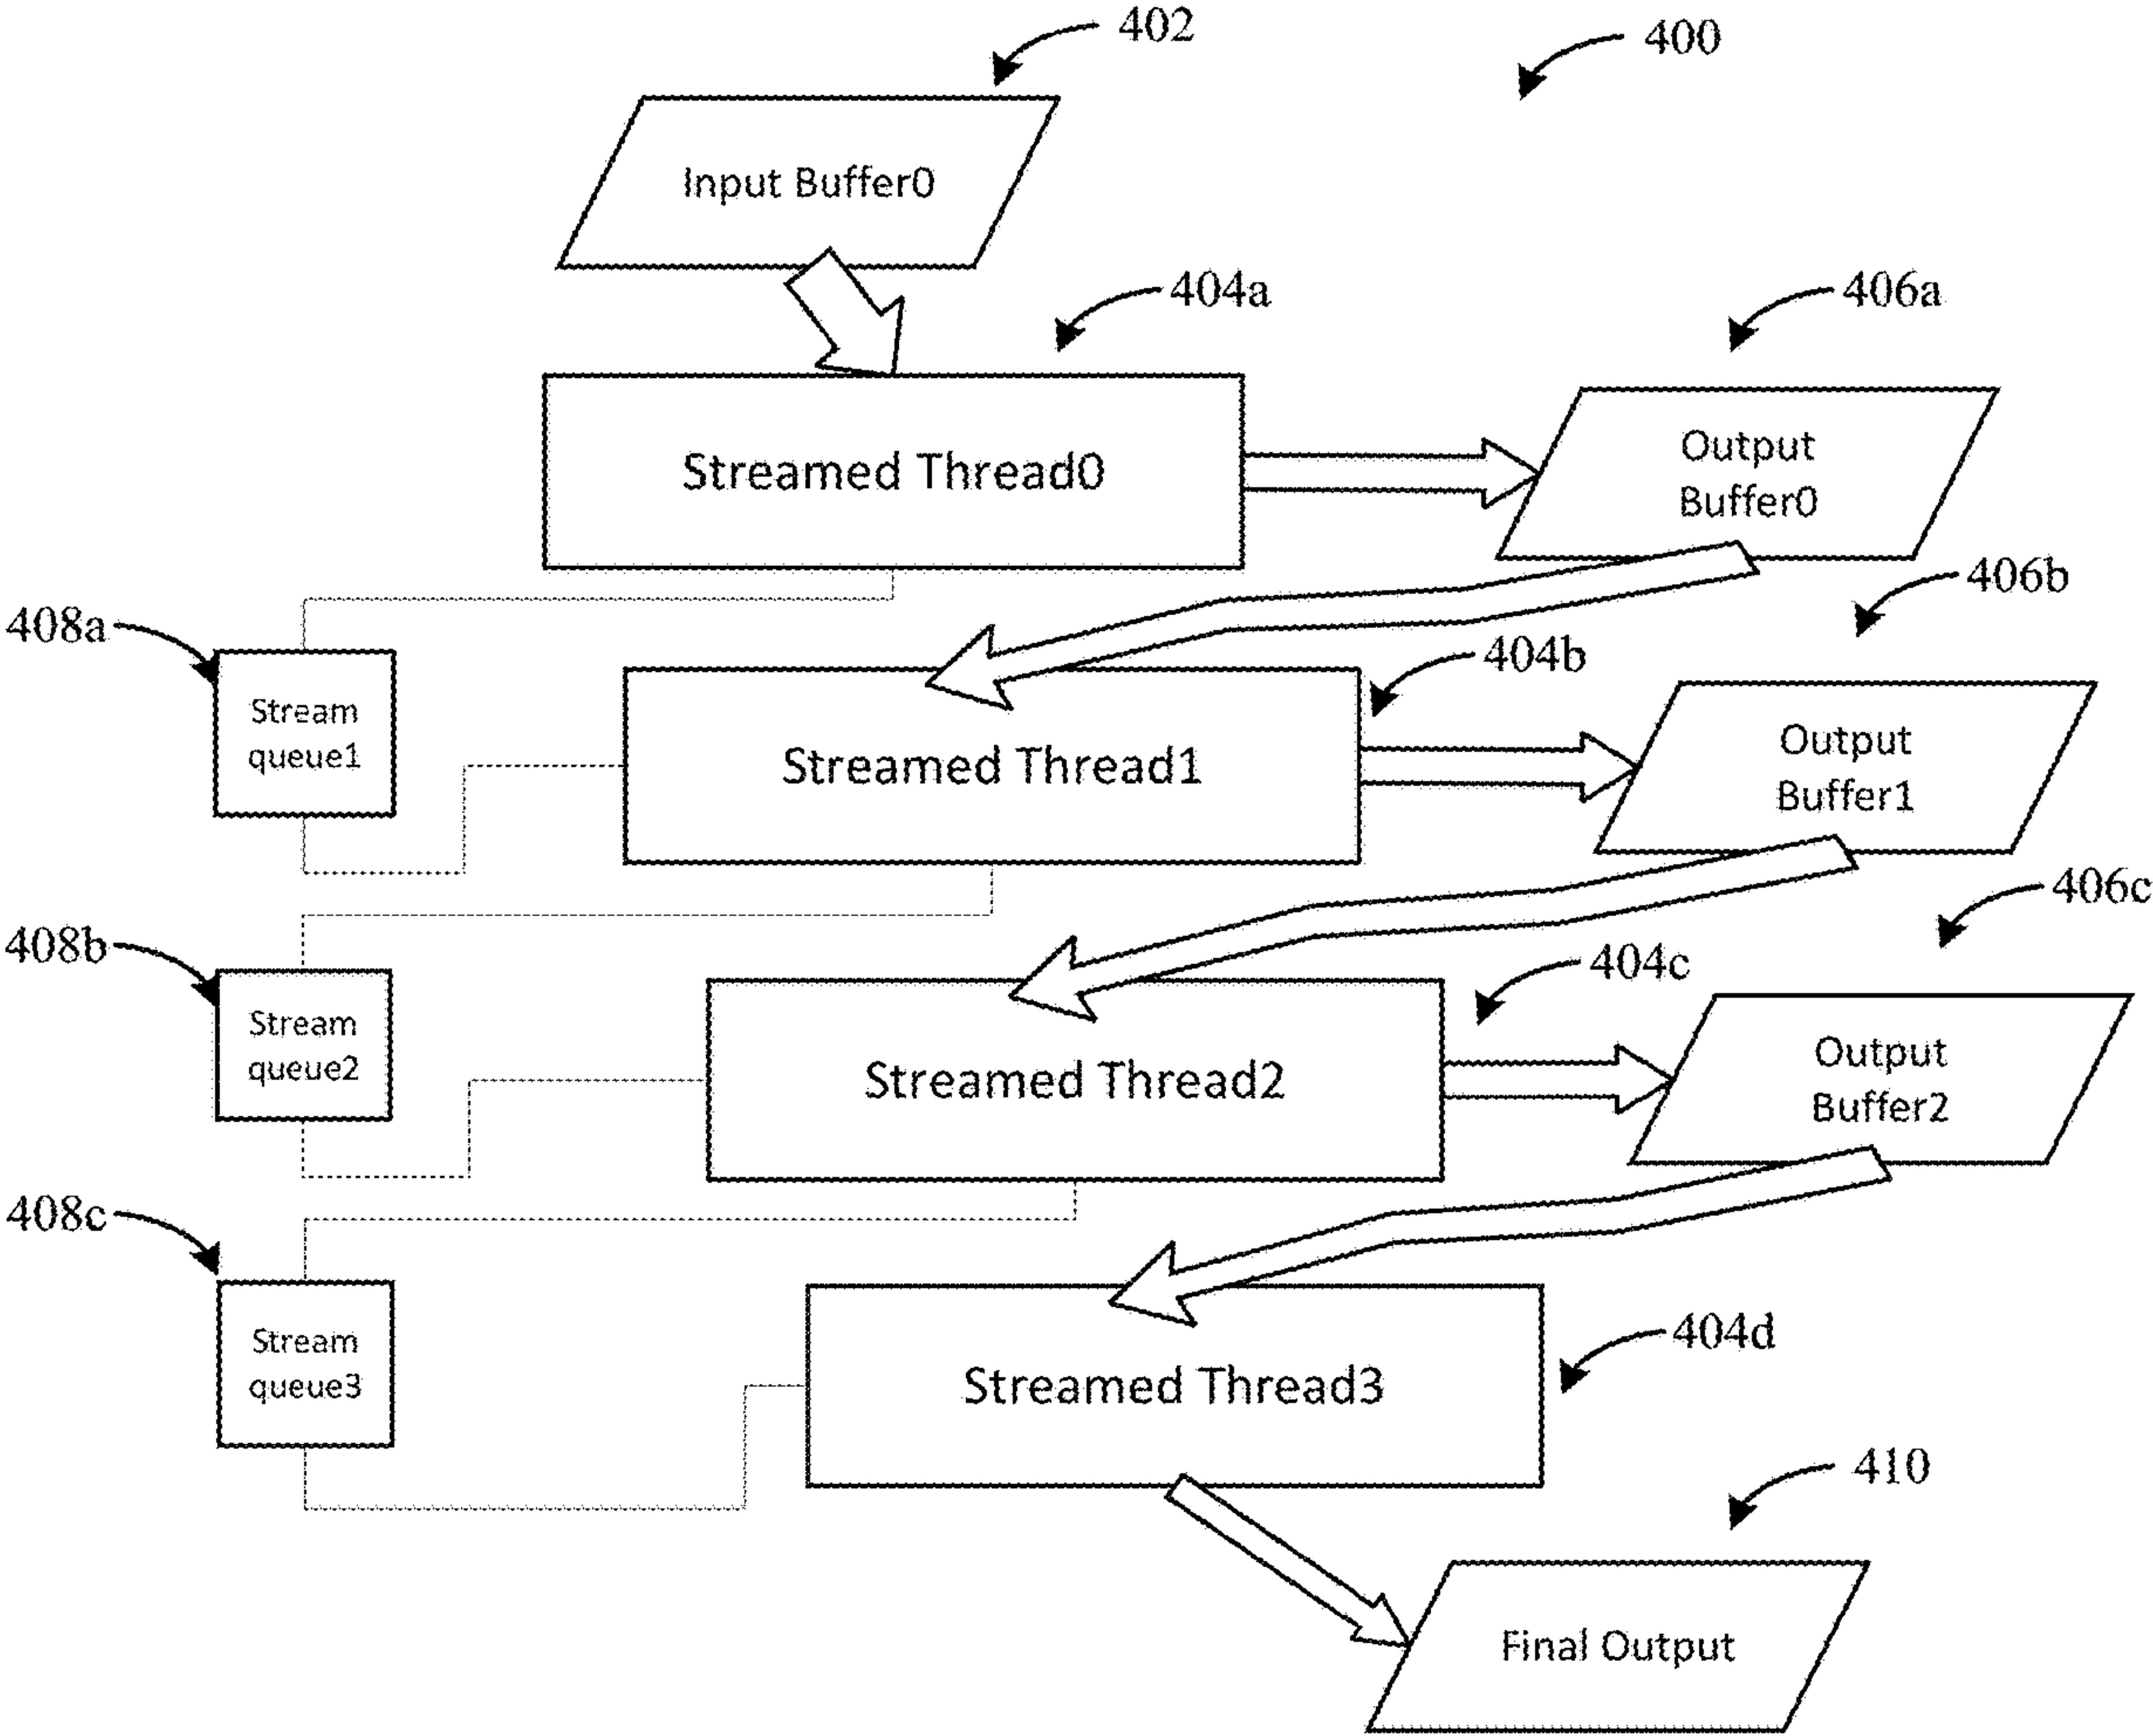 402
400
Input Buffer0
404a
406a
Streamed Thread0
Output
Buffer0
406b
408a
404b
Stream
queue1
Streamed Thread1
Output
Buffer1
406c
408b
404c
Stream
queue2
Streamed Thread2
Output
Buffer2
408c
404d
Stream
queue3
Streamed Thread3
410
Final Output